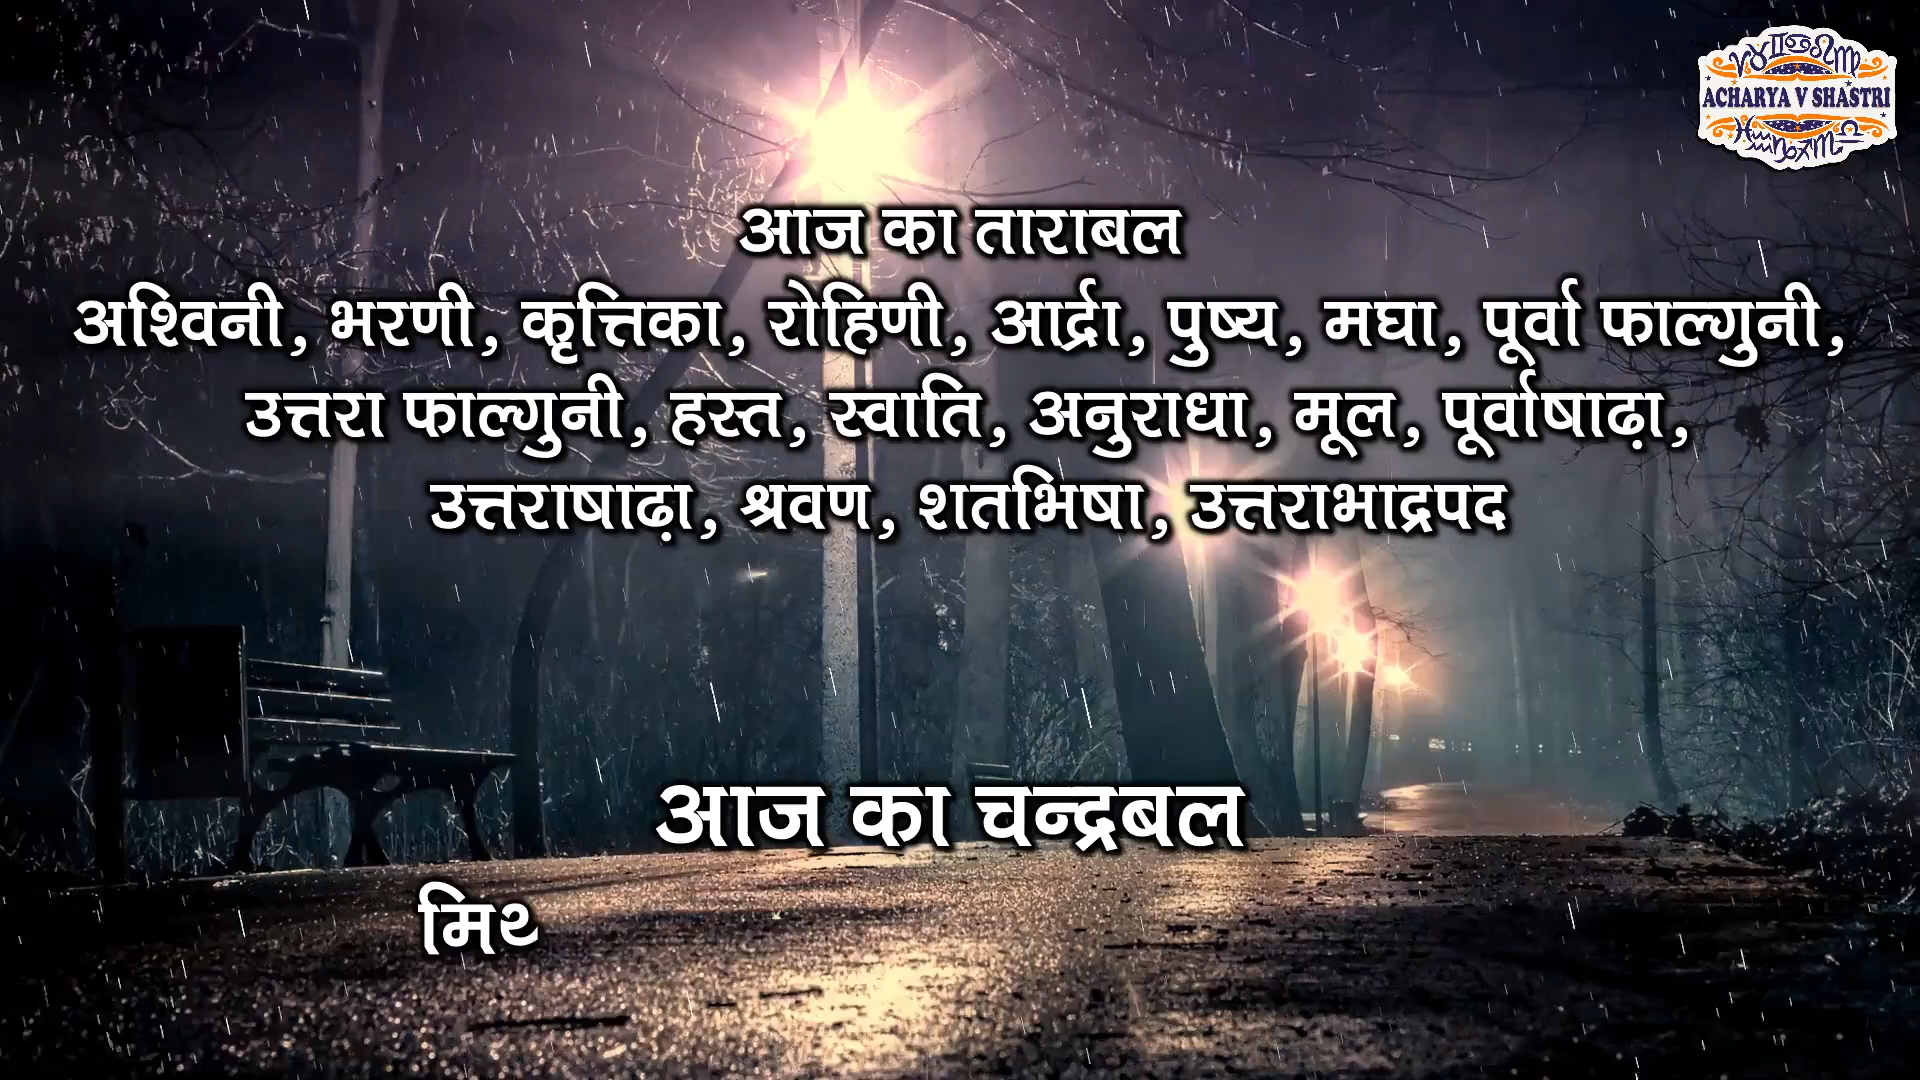 ACHARYA V SHASTRI
आज का ताराबल
अश्विनी, भरणी, कृत्तिका, रोहिणी, आर्द्रा, पुष्य, मघा, पूर्वा फाल्गुनी,
उत्तरा फाल्गुनी, हस्त, स्वाति, अनुराधा, मूल, पूर्वाषाढ़ा,
उत्तराषाढ़ा, श्रवण, शतभिषा, उत्तराभाद्रपद
आज का चन्द्रबल